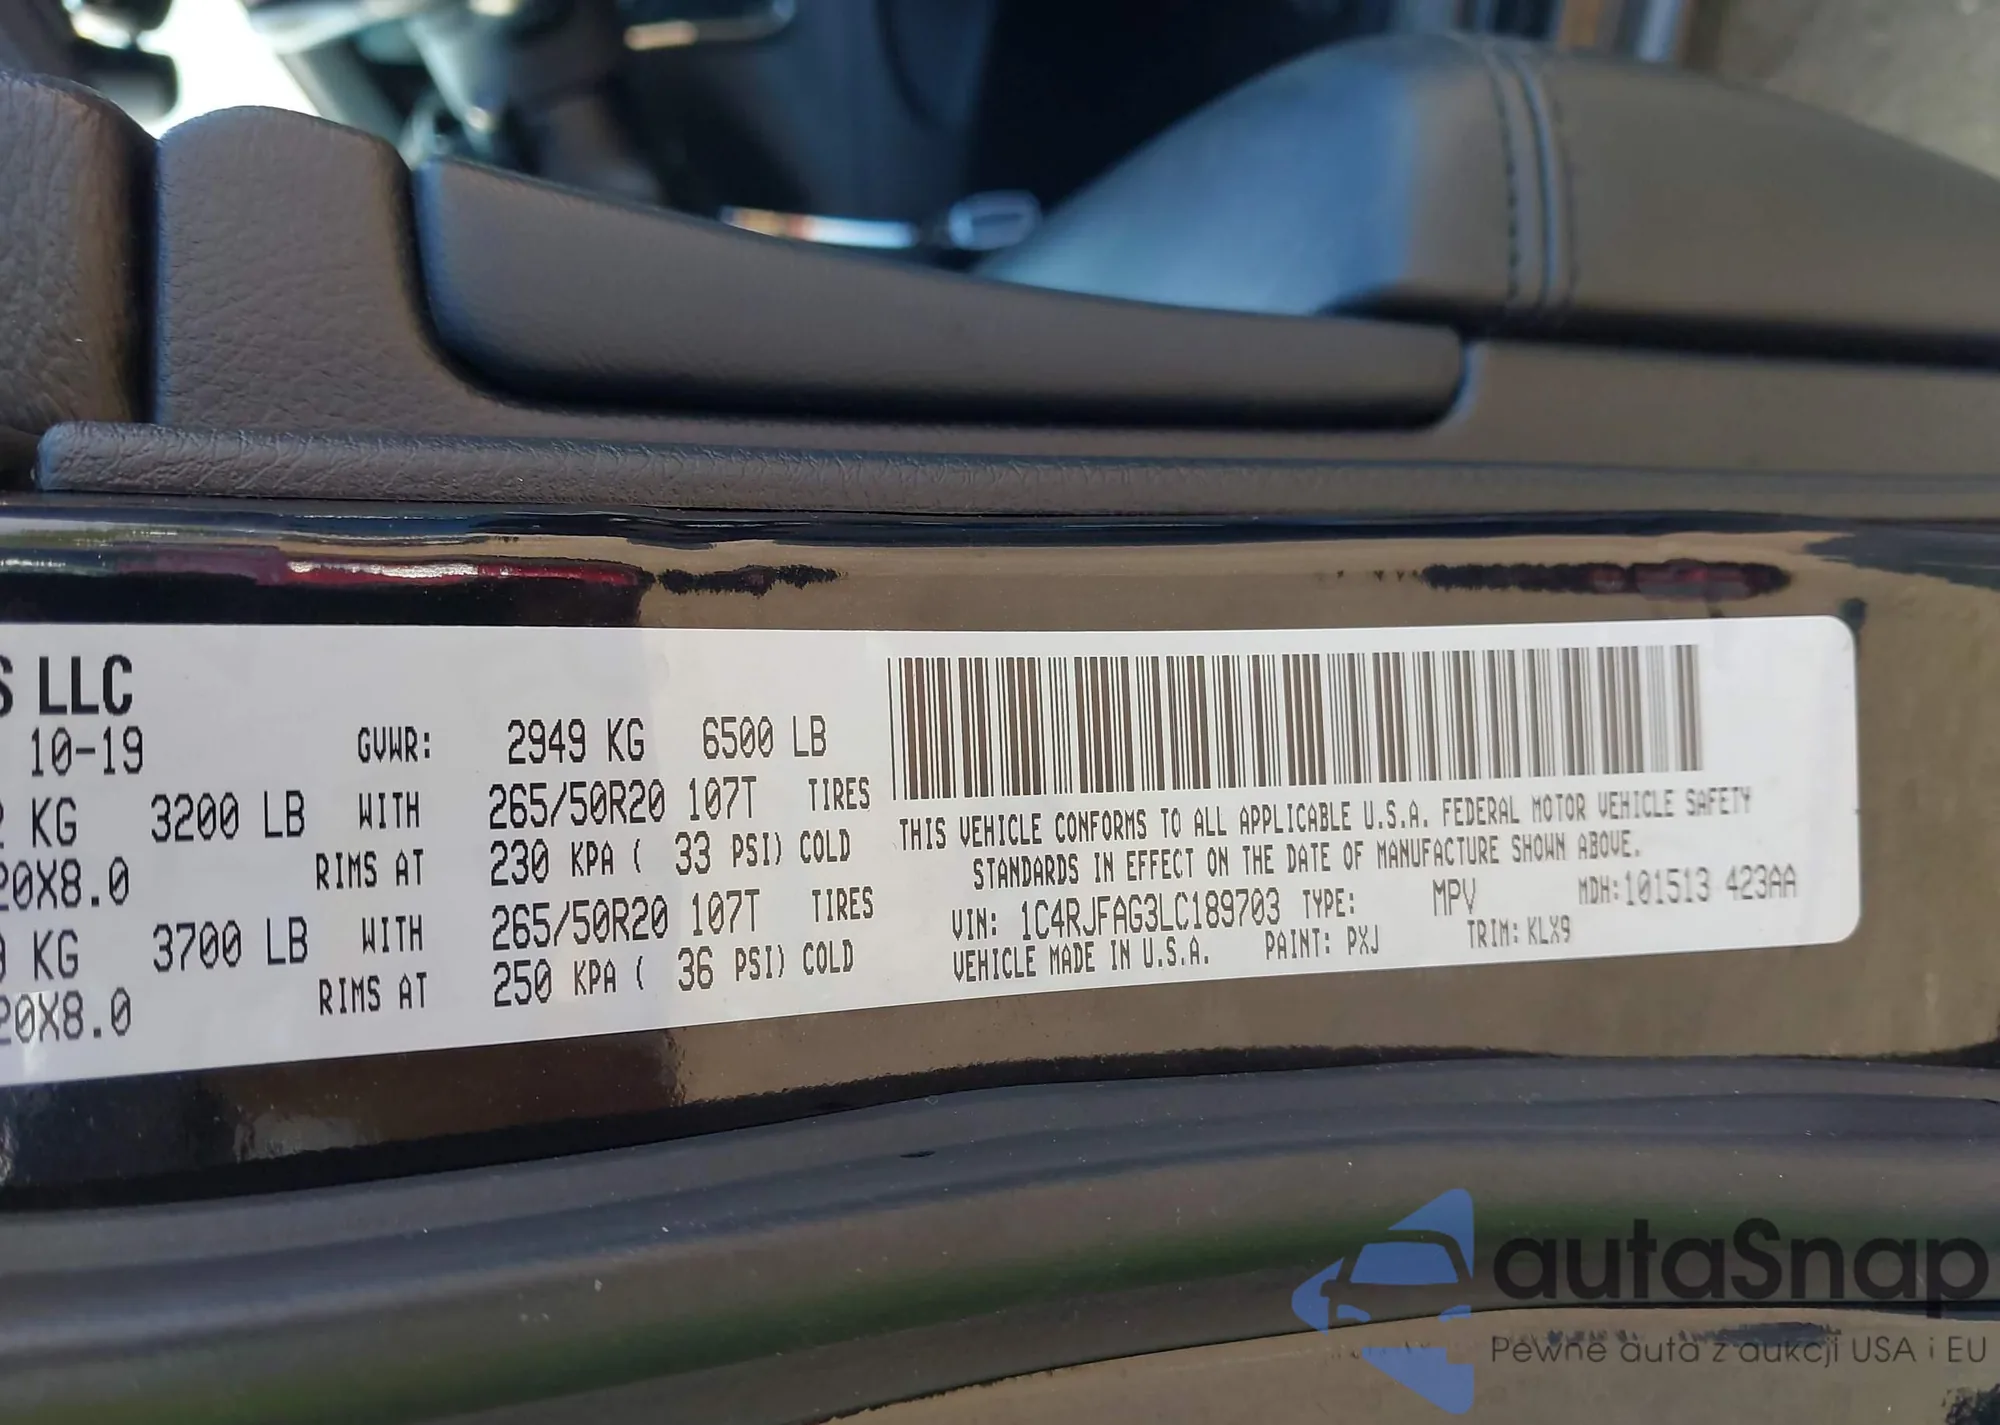 S LLC
10-19 GVWR: 2949 KG 6500 LB
KG 3200 LB WITH 265/50R20 107T TIRES
20X8.0 RIMS AT 230 KPA ( 33 PSI) COLD
KG 3700 LB WITH 265/50R20 107T TIRES
20X8.0 RIMS AT 250 KPA ( 36 PSI) COLD
THIS VEHICLE CONFORMS TO ALL APPLICABLE U.S.A. FEDERAL MOTOR VEHICLE SAFETY
STANDARDS IN EFFECT ON THE DATE OF MANUFACTURE SHOWN ABOVE.
VIN: 1C4RJFAG3LC189703 TYPE: MPV MDH:101513 423AA
VEHICLE MADE IN U.S.A. PAINT: PXJ TRIM: KLX9
autaSnap
Pewne auta z aukcji USA i EU